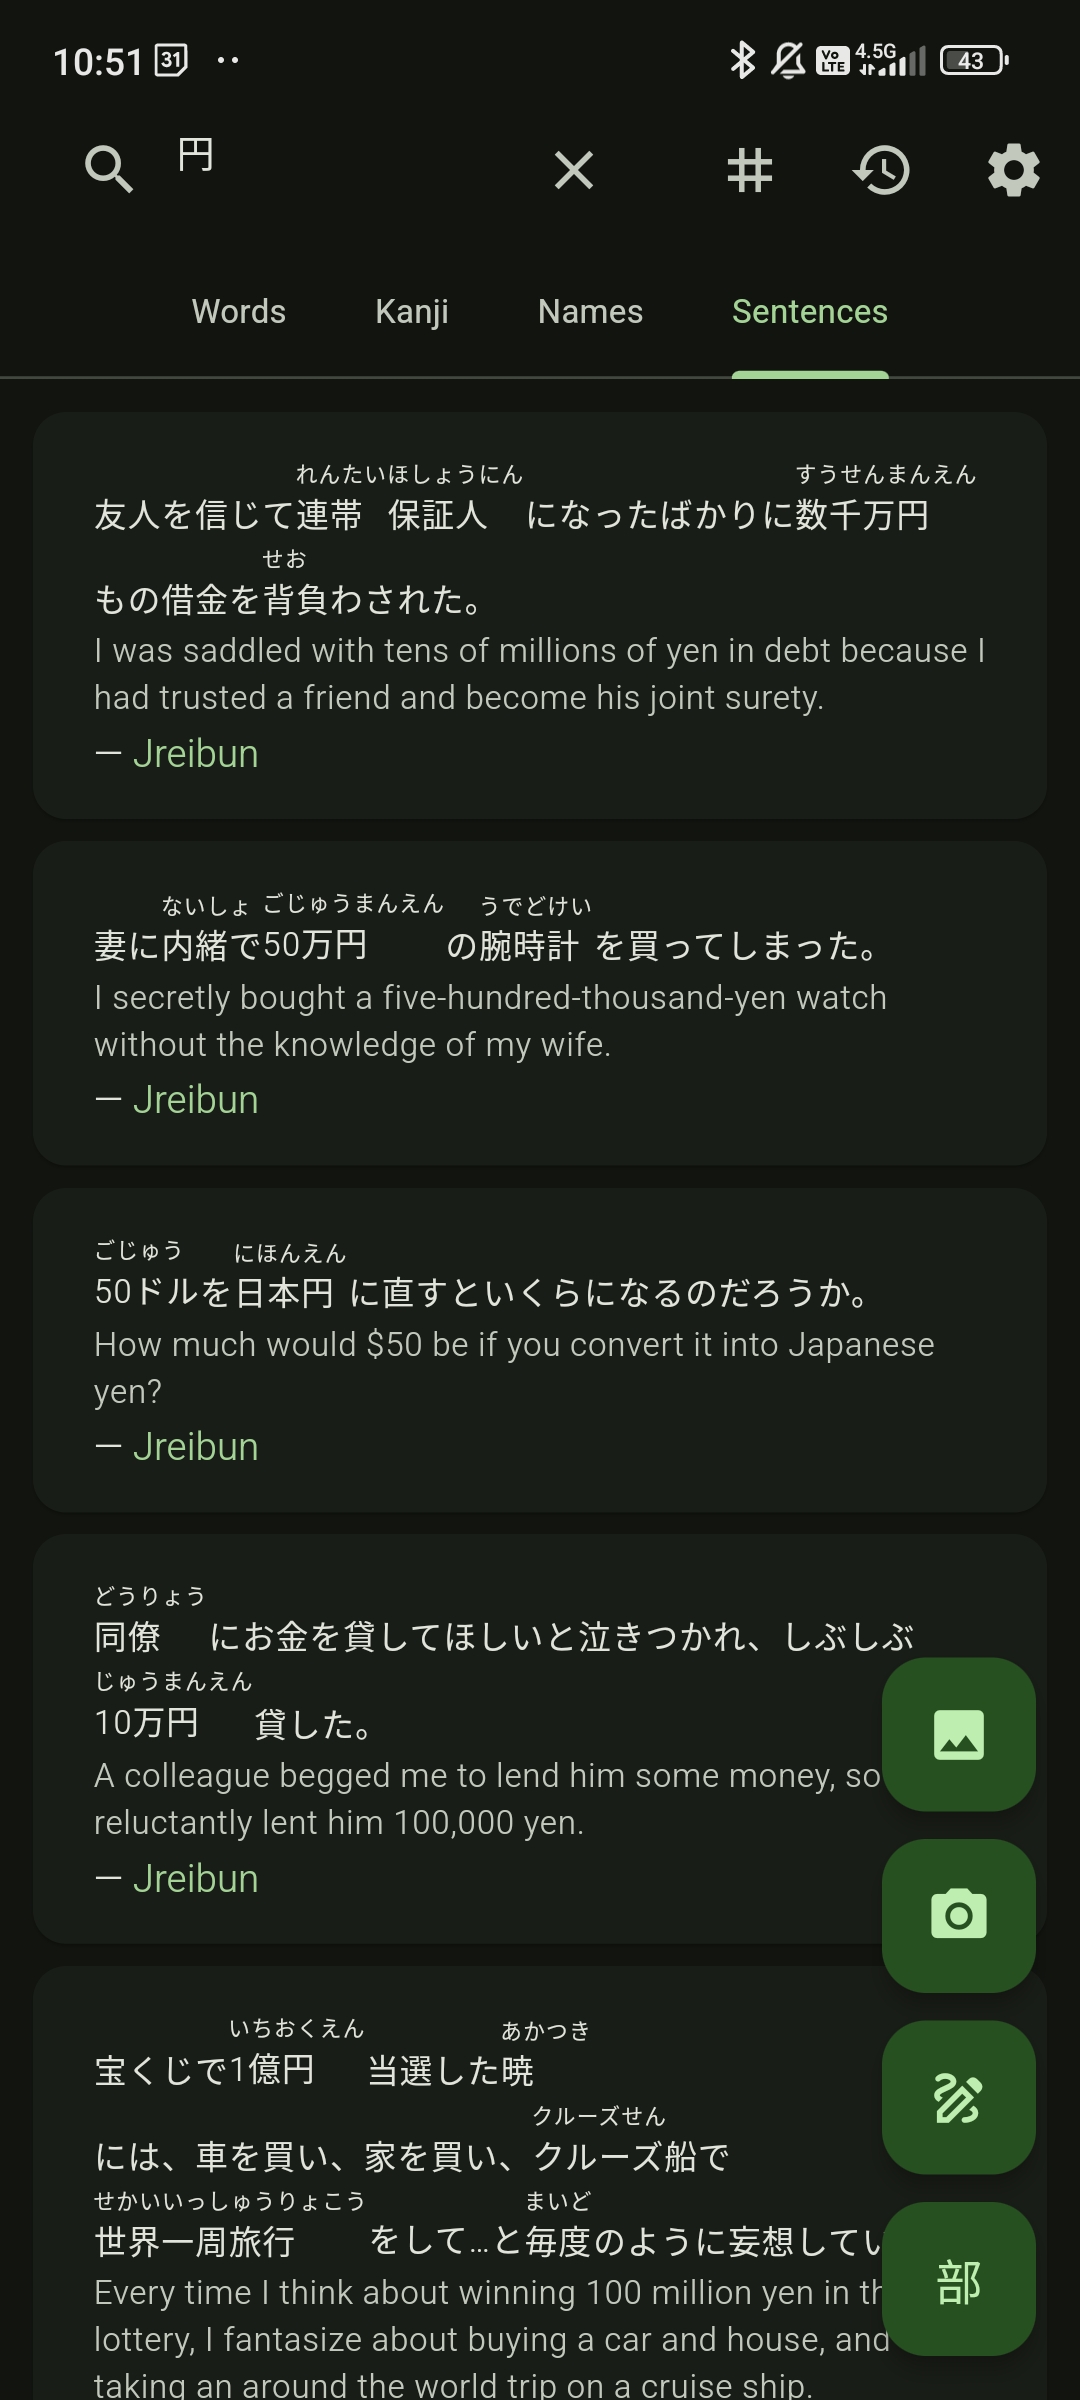 10:51 31 Vo LTE 4.5G 43
円
Words Kanji Names Sentences
れんたいほしょうにん すうせんまんえん
友人を信じて連帯保証人になったばかりに数千万円
せお
もの借金を背負わされた。
I was saddled with tens of millions of yen in debt because I
had trusted a friend and become his joint surety.
— Jreibun
ないしょ ごじゅうまんえん うでどけい
妻に内緒で50万円の腕時計を買ってしまった。
I secretly bought a five-hundred-thousand-yen watch
without the knowledge of my wife.
— Jreibun
ごじゅう にほんえん
50ドルを日本円に直すといくらになるのだろうか。
How much would $50 be if you convert it into Japanese
yen?
— Jreibun
どうりょう
同僚にお金を貸してほしいと泣きつかれ、しぶしぶ
じゅうまんえん
10万円貸した。
A colleague begged me to lend him some money, so
reluctantly lent him 100,000 yen.
— Jreibun
いちおくえん あかつき
宝くじで1億円当選した暁
クルーズせん
には、車を買い、家を買い、クルーズ船で
せかいいっしゅうりょこう まいど
世界一周旅行をして…と毎度のように妄想してい
Every time I think about winning 100 million yen in th
lottery, I fantasize about buying a car and house, and
taking an around the world trip on a cruise ship.
部